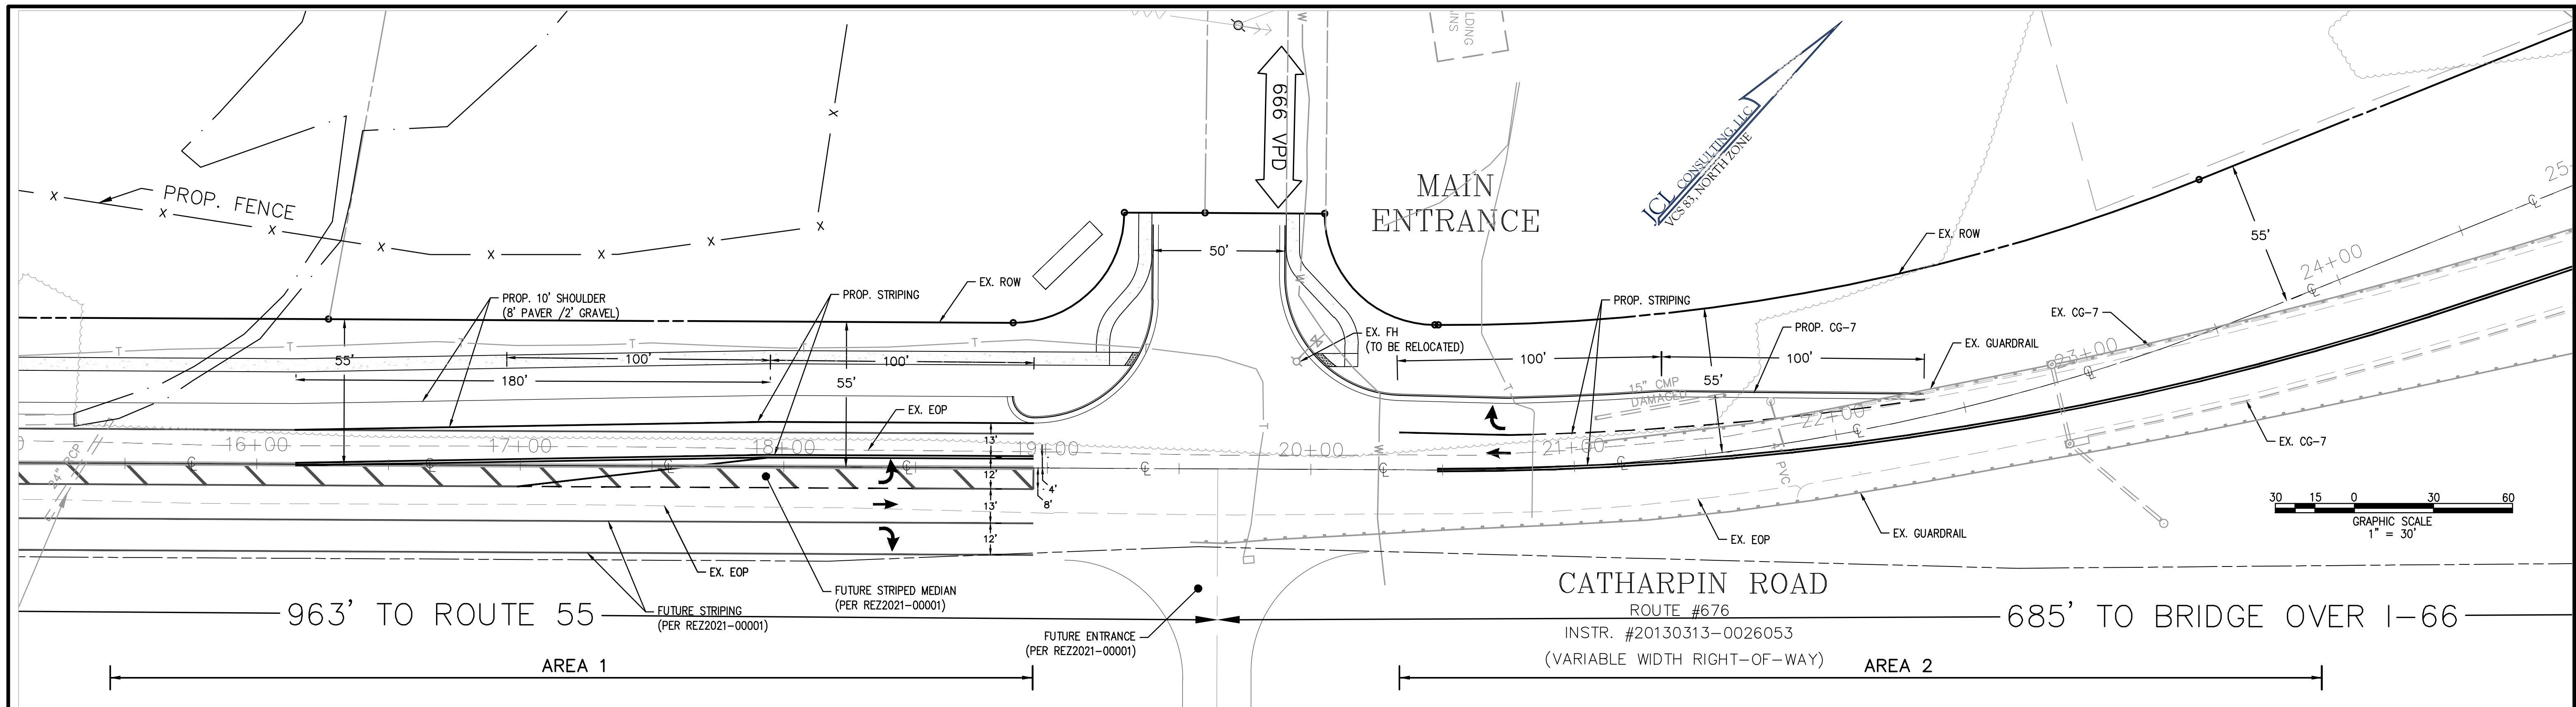 LDING
INS
W
666 VPD
PROP. FENCE
MAIN
ENTRANCE
JCL CONSULTING, LLC
VCS 83, NORTH ZONE
50'
EX. ROW
EX. ROW
55'
24+00
PROP. 10' SHOULDER
(8' PAVER /2' GRAVEL)
PROP. STRIPING
EX. FH
(TO BE RELOCATED)
PROP. STRIPING
PROP. CG-7
EX. GUARDRAIL
EX. CG-7
23+00
55'
100'
100'
180'
55'
100'
100'
55'
15" CMP
DAMAGED
EX. EOP
16+00
17+00
18+00
19+00
20+00
21+00
22+00
PVC
EX. CG-7
24" RCP
13'
12'
4'
8'
13'
12'
30 15 0 30 60
GRAPHIC SCALE
1" = 30'
EX. EOP
EX. GUARDRAIL
EX. EOP
FUTURE STRIPED MEDIAN
(PER REZ2021-00001)
FUTURE STRIPING
(PER REZ2021-00001)
FUTURE ENTRANCE
(PER REZ2021-00001)
963' TO ROUTE 55
CATHARPIN ROAD
ROUTE #676
INSTR. #20130313-0026053
(VARIABLE WIDTH RIGHT-OF-WAY)
685' TO BRIDGE OVER I-66
AREA 1
AREA 2